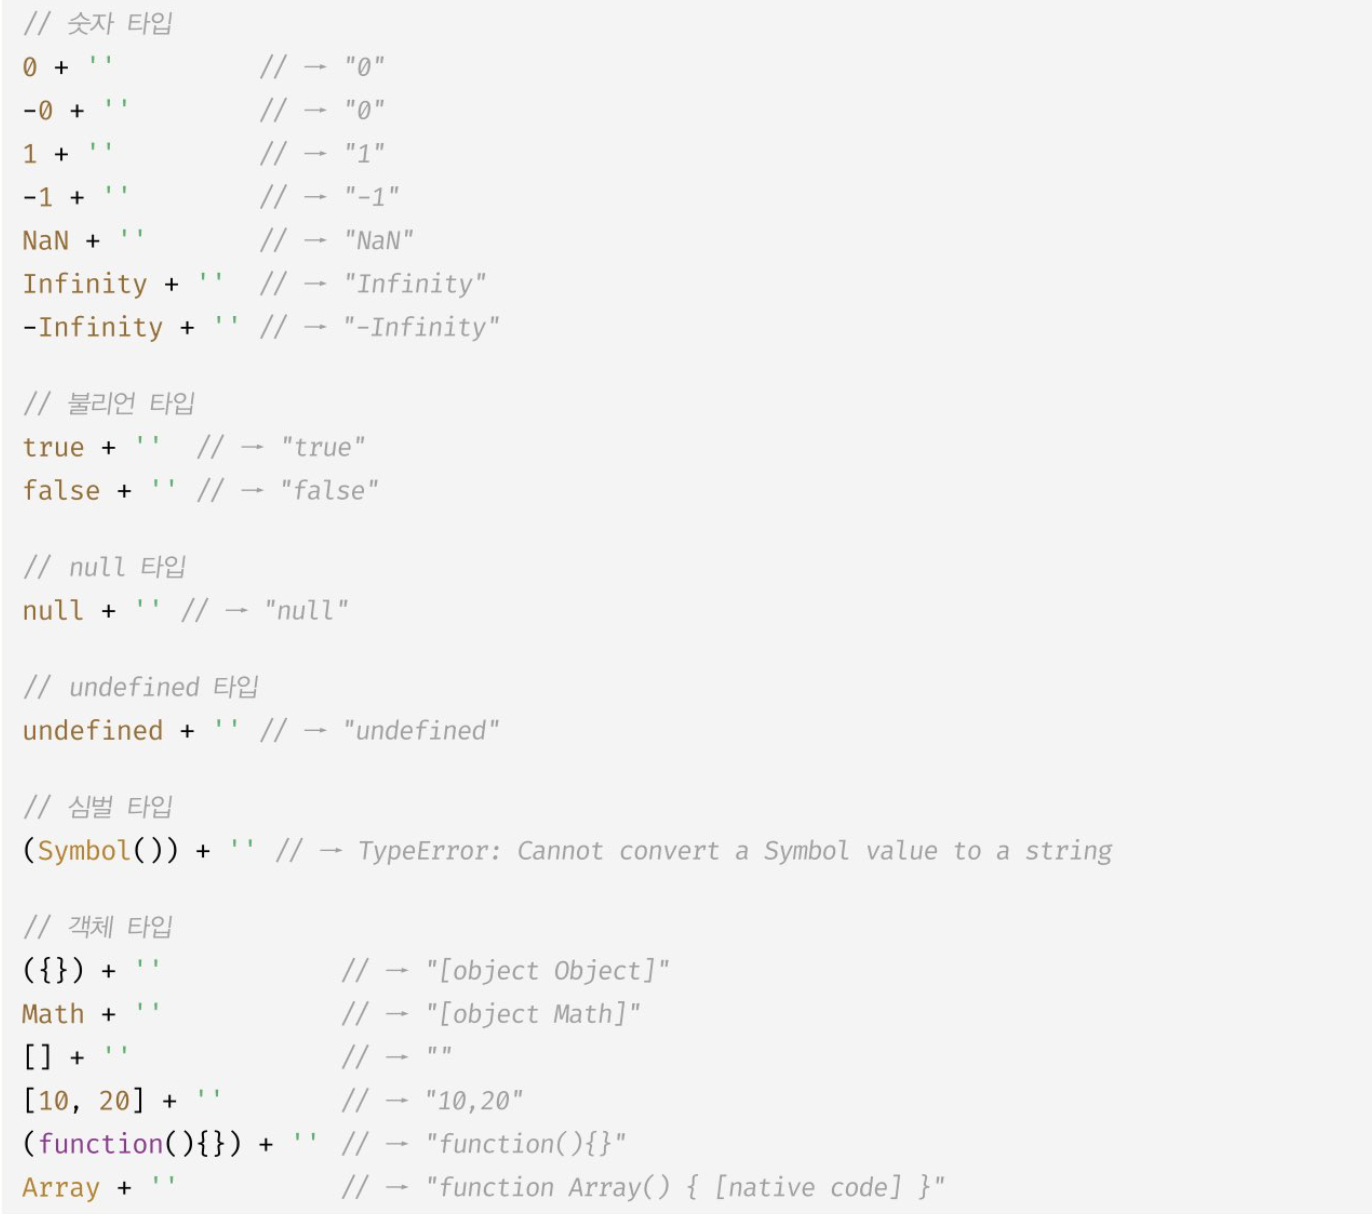 // 숫자 타입
0 + ''         // → "0"
-0 + ''        // → "0"
1 + ''         // → "1"
-1 + ''        // → "-1"
NaN + ''       // → "NaN"
Infinity + ''  // → "Infinity"
-Infinity + '' // → "-Infinity"

// 불리언 타입
true + ''  // → "true"
false + '' // → "false"

// null 타입
null + '' // → "null"

// undefined 타입
undefined + '' // → "undefined"

// 심벌 타입
(Symbol()) + '' // → TypeError: Cannot convert a Symbol value to a string

// 객체 타입
({}) + ''           // → "[object Object]"
Math + ''           // → "[object Math]"
[] + ''             // → ""
[10, 20] + ''       // → "10,20"
(function(){}) + '' // → "function(){}"
Array + ''          // → "function Array() { [native code] }"